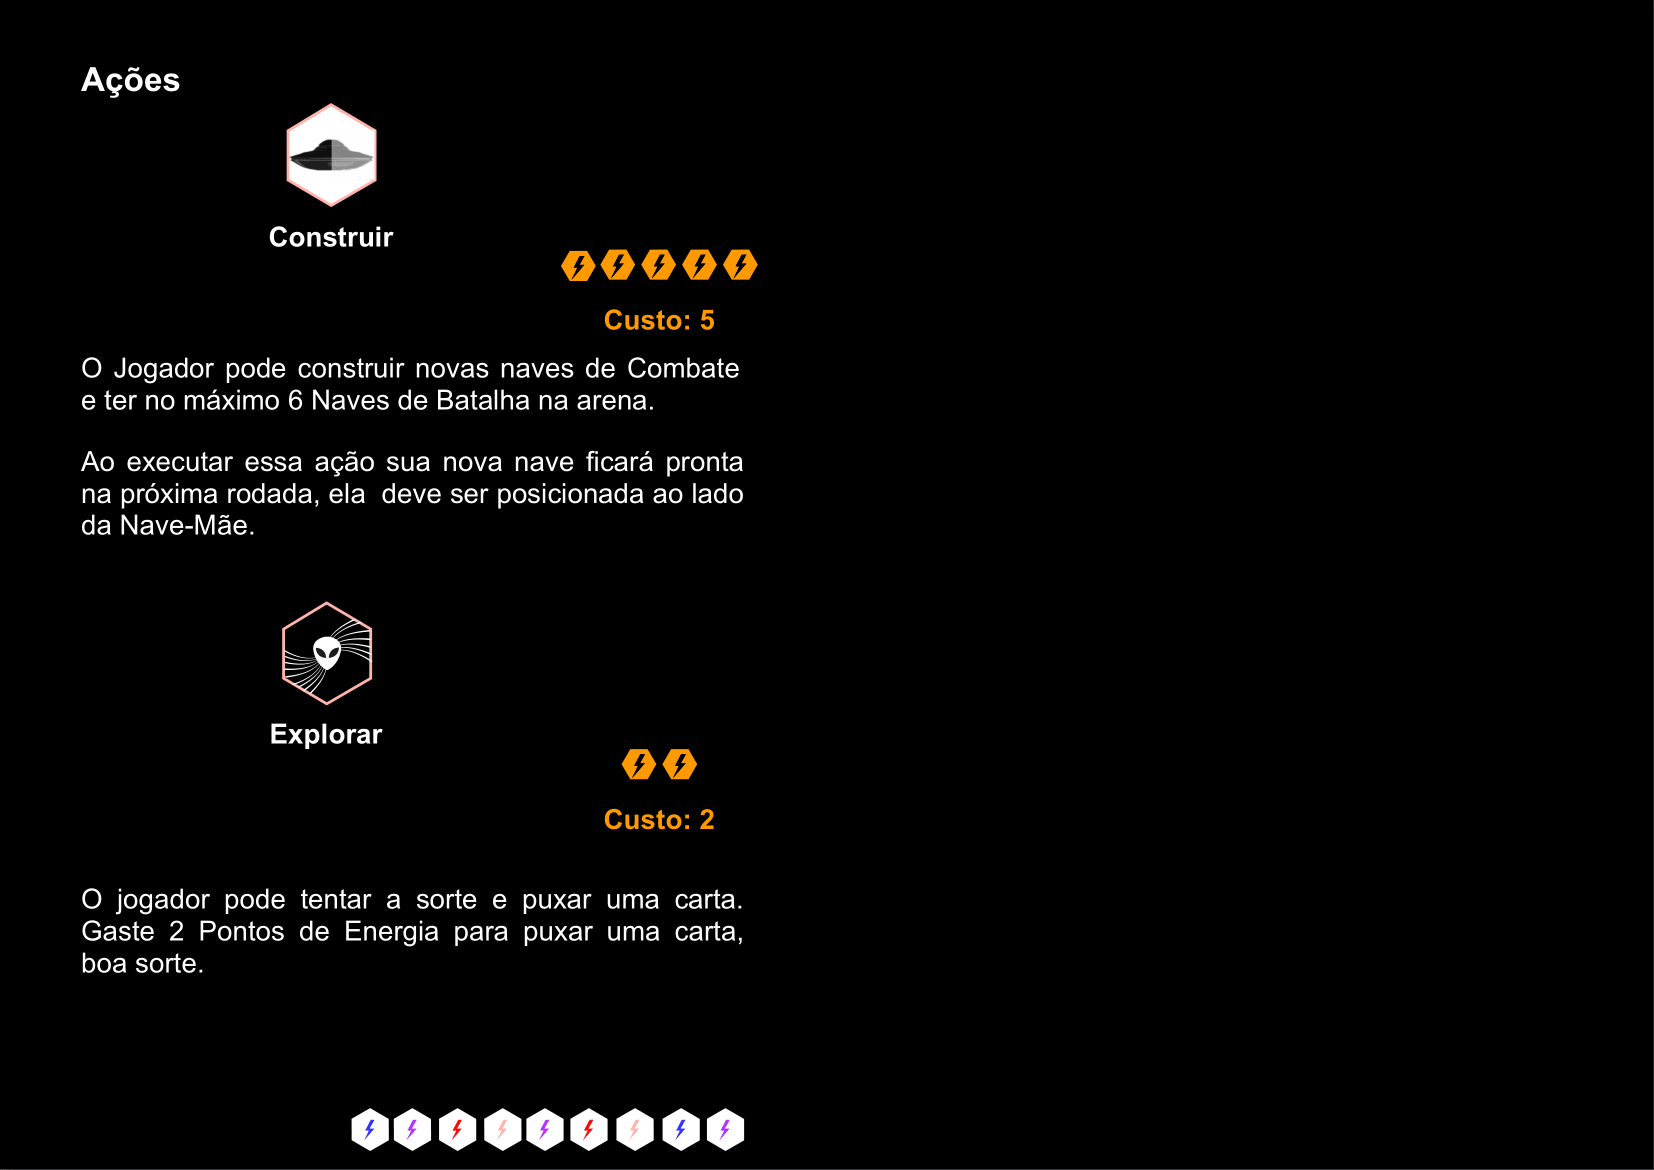 Ações
Construir
Custo: 5
O Jogador pode construir novas naves de Combate
e ter no máximo 6 Naves de Batalha na arena.
Ao executar essa ação sua nova nave ficará pronta
na próxima rodada, ela  deve ser posicionada ao lado
da Nave-Mãe.
Explorar
Custo: 2
O jogador pode tentar a sorte e puxar uma carta.
Gaste 2 Pontos de Energia para puxar uma carta,
boa sorte.